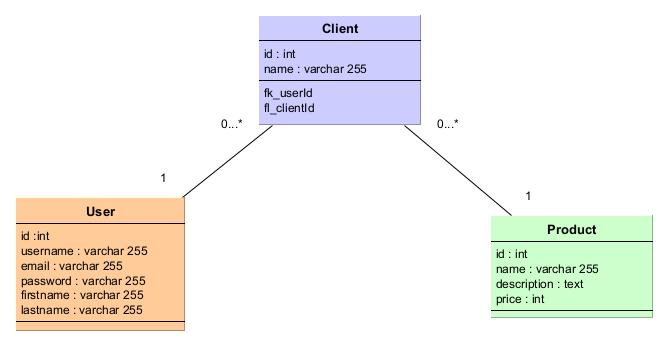 Client
id : int
name : varchar 255
fk_userId
fl_clientId
0...*
0...*
1
1
User
id :int
username : varchar 255
email : varchar 255
password : varchar 255
firstname : varchar 255
lastname : varchar 255
Product
id : int
name : varchar 255
description : text
price : int